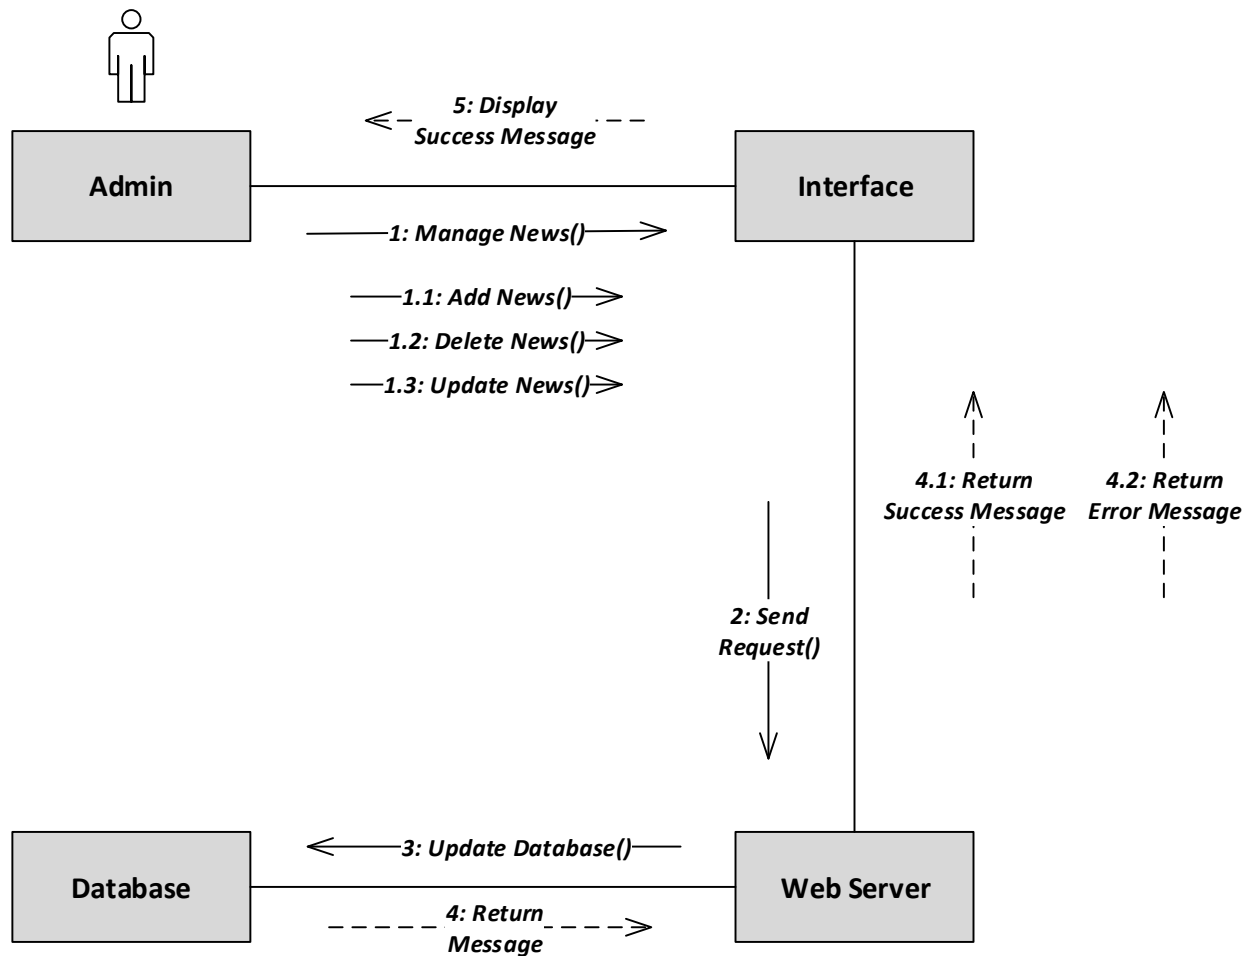 5: Display
Success Message
Admin
Interface
1: Manage News()
1.1: Add News()
1.2: Delete News()
1.3: Update News()
4.1: Return
Success Message
4.2: Return
Error Message
2: Send
Request()
3: Update Database()
Database
Web Server
4: Return
Message